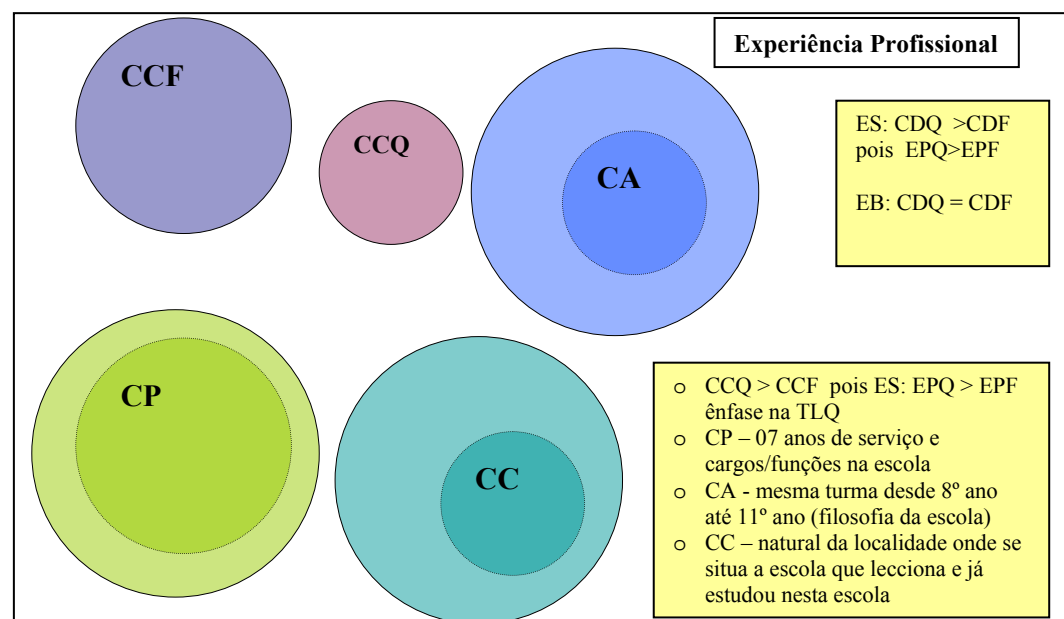 Experiência Profissional
CCF
CCQ
CA
ES: CDQ >CDF
pois EPQ>EPF
EB: CDQ = CDF
CP
CC
o CCQ > CCF pois ES: EPQ > EPF
ênfase na TLQ
o CP – 07 anos de serviço e
cargos/funções na escola
o CA - mesma turma desde 8º ano
até 11º ano (filosofia da escola)
o CC – natural da localidade onde se
situa a escola que lecciona e já
estudou nesta escola